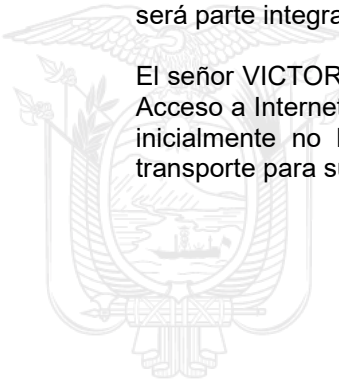 será parte integra
El señor VICTOR
Acceso a Internet
inicialmente no
transporte para su